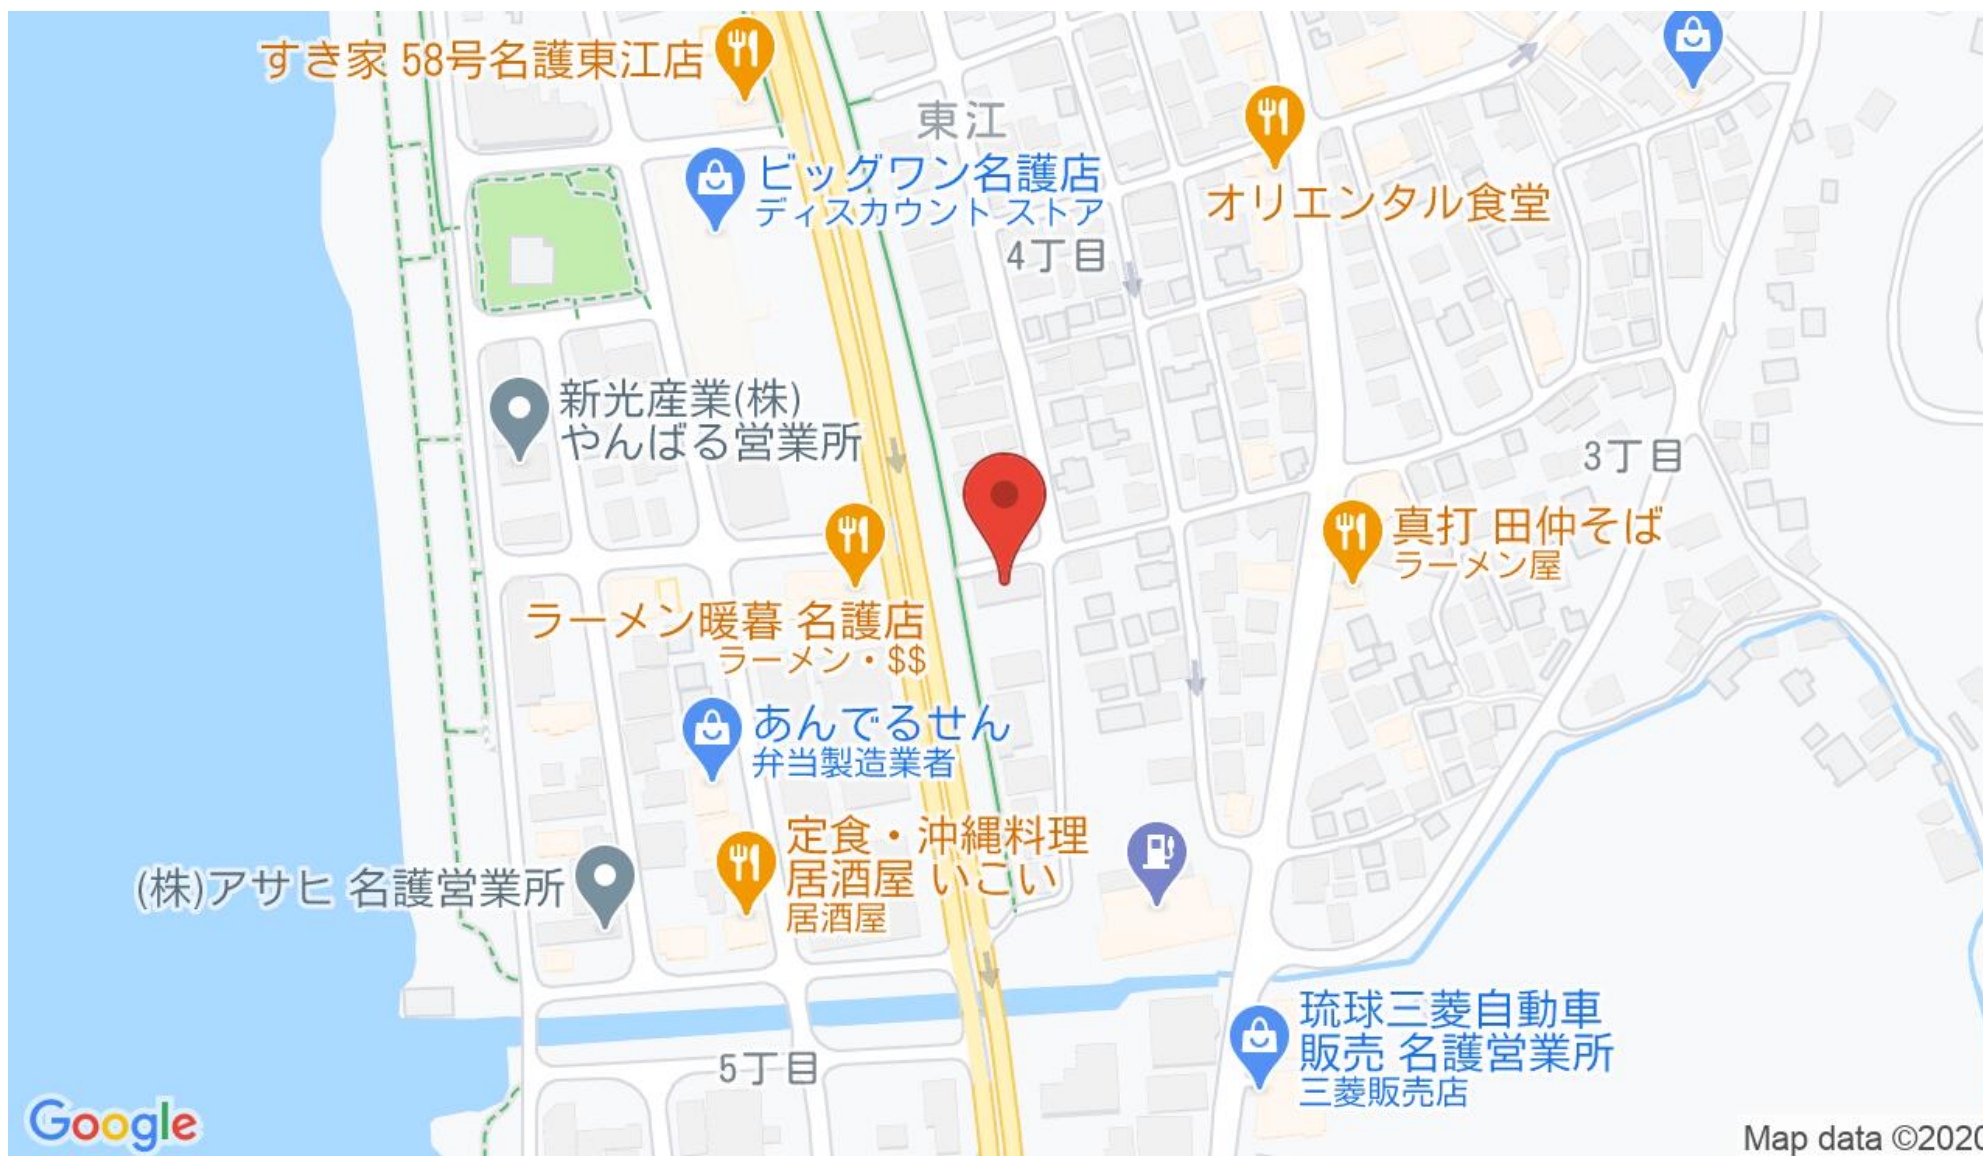 すき家 58号名護東江店
東江
ビッグワン名護店
ディスカウント ストア
オリエンタル食堂
4丁目
新光産業(株)
やんばる営業所
3丁目
真打 田仲そば
ラーメン屋
ラーメン暖暮 名護店
ラーメン・$$
あんでるせん
弁当製造業者
定食・沖縄料理
居酒屋 いこい
居酒屋
(株)アサヒ 名護営業所
琉球三菱自動車
販売 名護営業所
三菱販売店
5丁目
Google
Map data ©2020